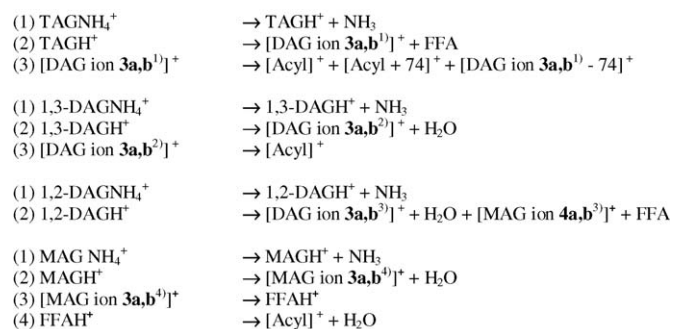 (1) TAGNH₄⁺ → TAGH⁺ + NH₃
(2) TAGH⁺ → [DAG ion 3a,b¹⁾]⁺ + FFA
(3) [DAG ion 3a,b¹⁾]⁺ → [Acyl]⁺ + [Acyl + 74]⁺ + [DAG ion 3a,b¹⁾ - 74]⁺
(1) 1,3-DAGNH₄⁺ → 1,3-DAGH⁺ + NH₃
(2) 1,3-DAGH⁺ → [DAG ion 3a,b²⁾]⁺ + H₂O
(3) [DAG ion 3a,b²⁾]⁺ → [Acyl]⁺
(1) 1,2-DAGNH₄⁺ → 1,2-DAGH⁺ + NH₃
(2) 1,2-DAGH⁺ → [DAG ion 3a,b³⁾]⁺ + H₂O + [MAG ion 4a,b³⁾]⁺ + FFA
(1) MAG NH₄⁺ → MAGH⁺ + NH₃
(2) MAGH⁺ → [MAG ion 3a,b⁴⁾]⁺ + H₂O
(3) [MAG ion 3a,b⁴⁾]⁺ → FFAH⁺
(4) FFAH⁺ → [Acyl]⁺ + H₂O